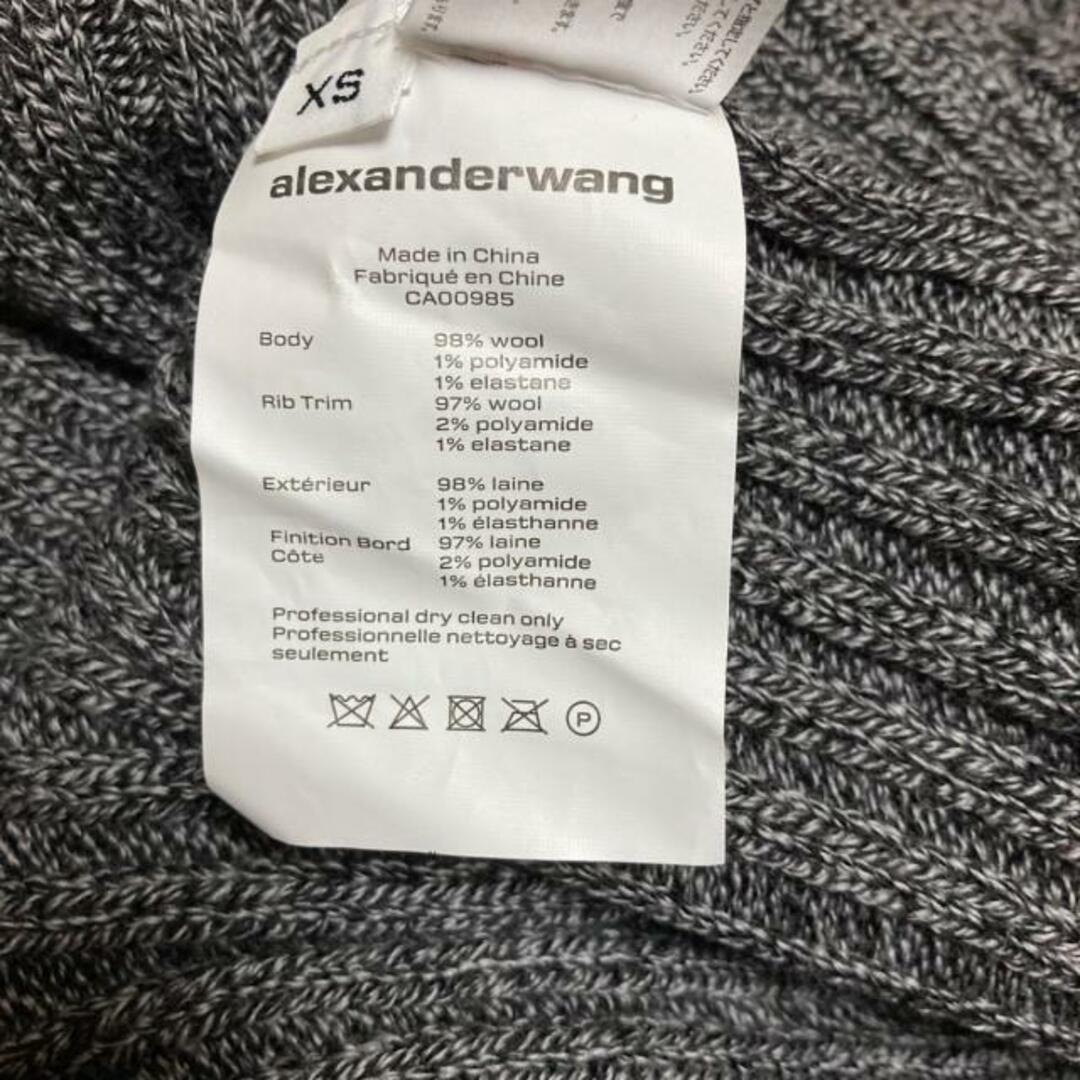 XS
alexanderwang
Made in China
Fabriqué en Chine
CA00985
Body 98% wool
1% polyamide
1% elastane
Rib Trim 97% wool
2% polyamide
1% elastane
Extérieur 98% laine
1% polyamide
1% élasthanne
Finition Bord 97% laine
Côte 2% polyamide
1% élasthanne
Professional dry clean only
Professionnelle nettoyage à sec
seulement
P